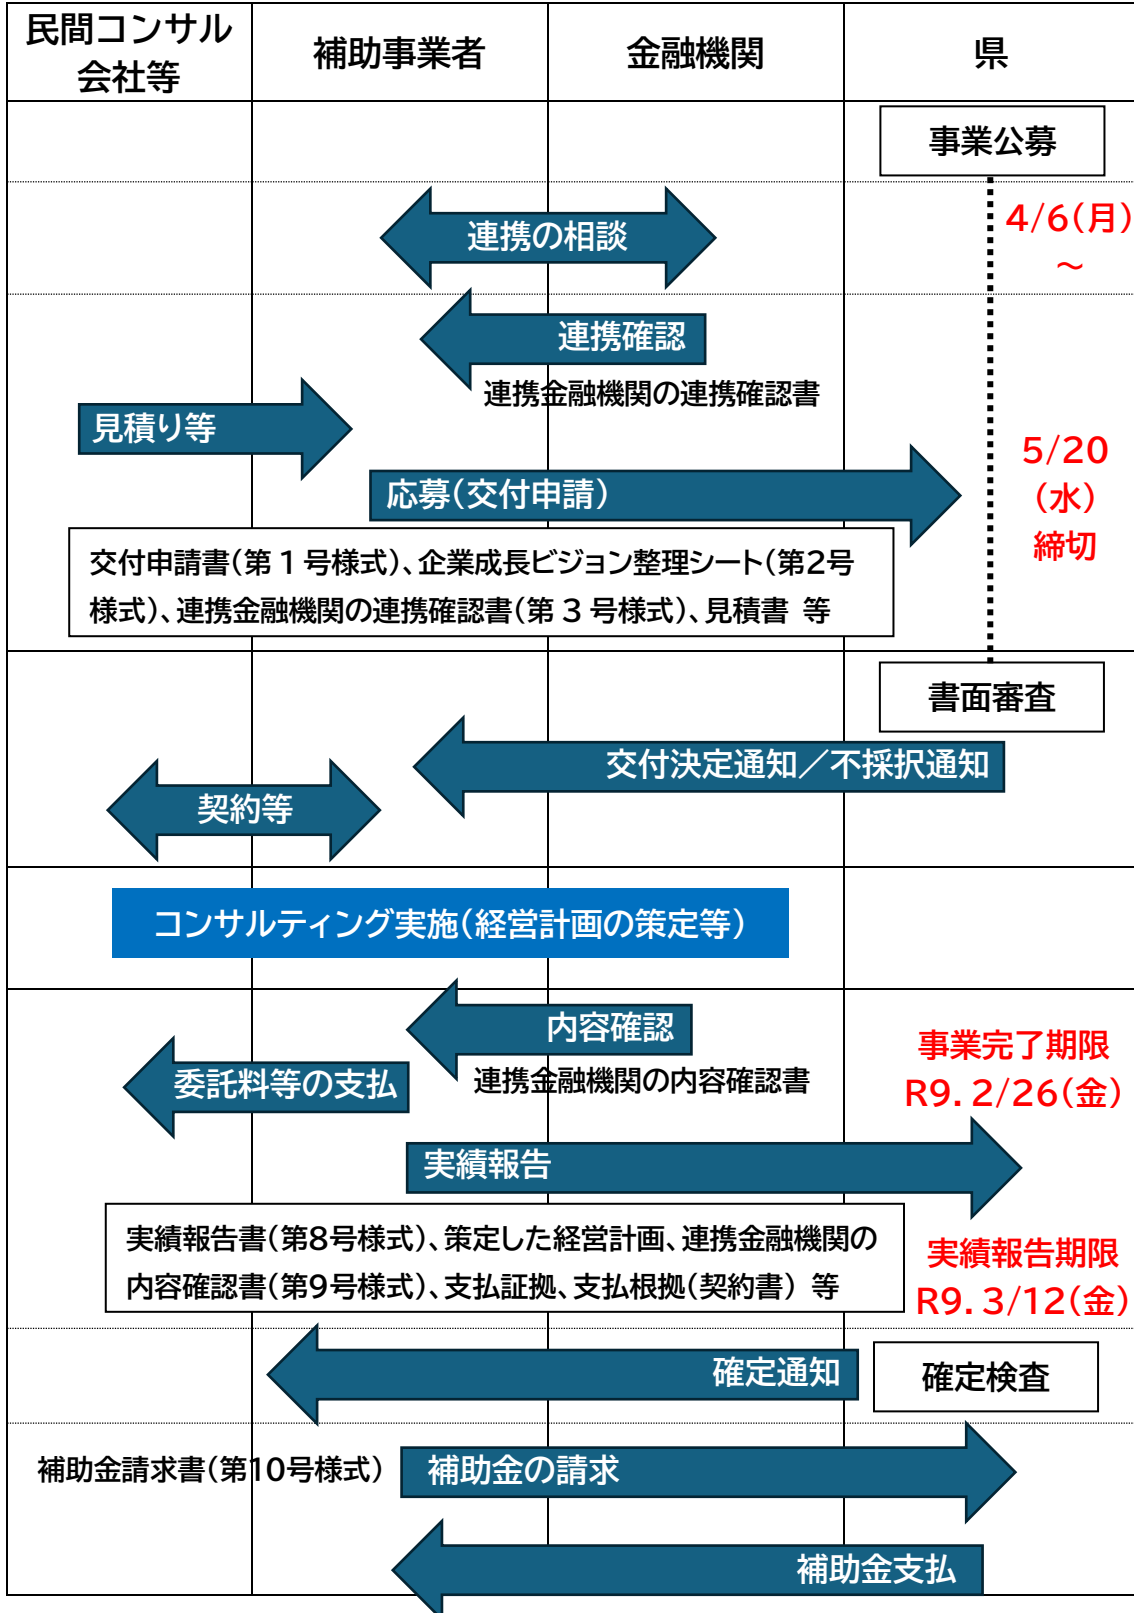 民間コンサル
会社等
補助事業者
金融機関
県
事業公募
4/6(月)
～
連携の相談
連携確認
連携金融機関の連携確認書
見積り等
5/20
(水)
締切
応募(交付申請)
交付申請書(第１号様式)、企業成長ビジョン整理シート(第2号
様式)、連携金融機関の連携確認書(第３号様式)、見積書 等
書面審査
交付決定通知／不採択通知
契約等
コンサルティング実施(経営計画の策定等)
内容確認
連携金融機関の内容確認書
委託料等の支払
事業完了期限
R9. 2/26(金)
実績報告
実績報告書(第8号様式)、策定した経営計画、連携金融機関の
内容確認書(第9号様式)、支払証拠、支払根拠(契約書) 等
実績報告期限
R9. 3/12(金)
確定通知
確定検査
補助金請求書(第10号様式)
補助金の請求
補助金支払